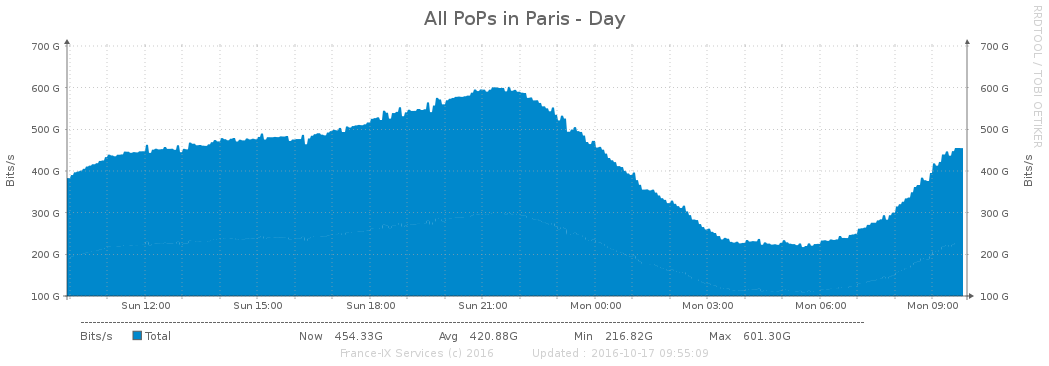 All PoPs in Paris - Day
RRDTOOL / TOBI OETIKER
Bits/s
700 G
600 G
500 G
400 G
300 G
200 G
100 G
700 G
600 G
500 G
400 G
300 G
200 G
100 G
Bits/s
Sun 12:00 Sun 15:00 Sun 18:00 Sun 21:00 Mon 00:00 Mon 03:00 Mon 06:00 Mon 09:00
Bits/s Total Now 454.33G Avg 420.88G Min 216.82G Max 601.30G
France-IX Services (c) 2016 Updated : 2016-10-17 09:55:09